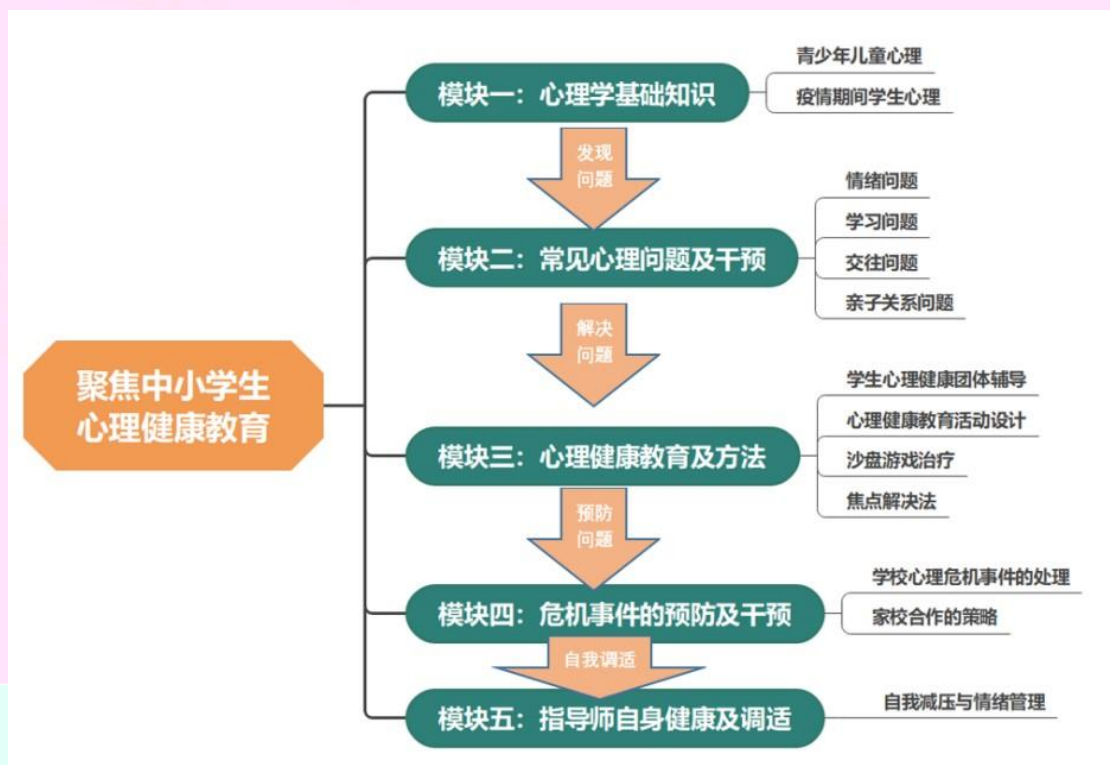 聚焦中小学生
心理健康教育
模块一：心理学基础知识
青少年儿童心理
疫情期间学生心理
发现
问题
模块二：常见心理问题及干预
情绪问题
学习问题
交往问题
亲子关系问题
解决
问题
模块三：心理健康教育及方法
学生心理健康团体辅导
心理健康教育活动设计
沙盘游戏治疗
焦点解决法
预防
问题
模块四：危机事件的预防及干预
学校心理危机事件的处理
家校合作的策略
自我调适
模块五：指导师自身健康及调适
自我减压与情绪管理